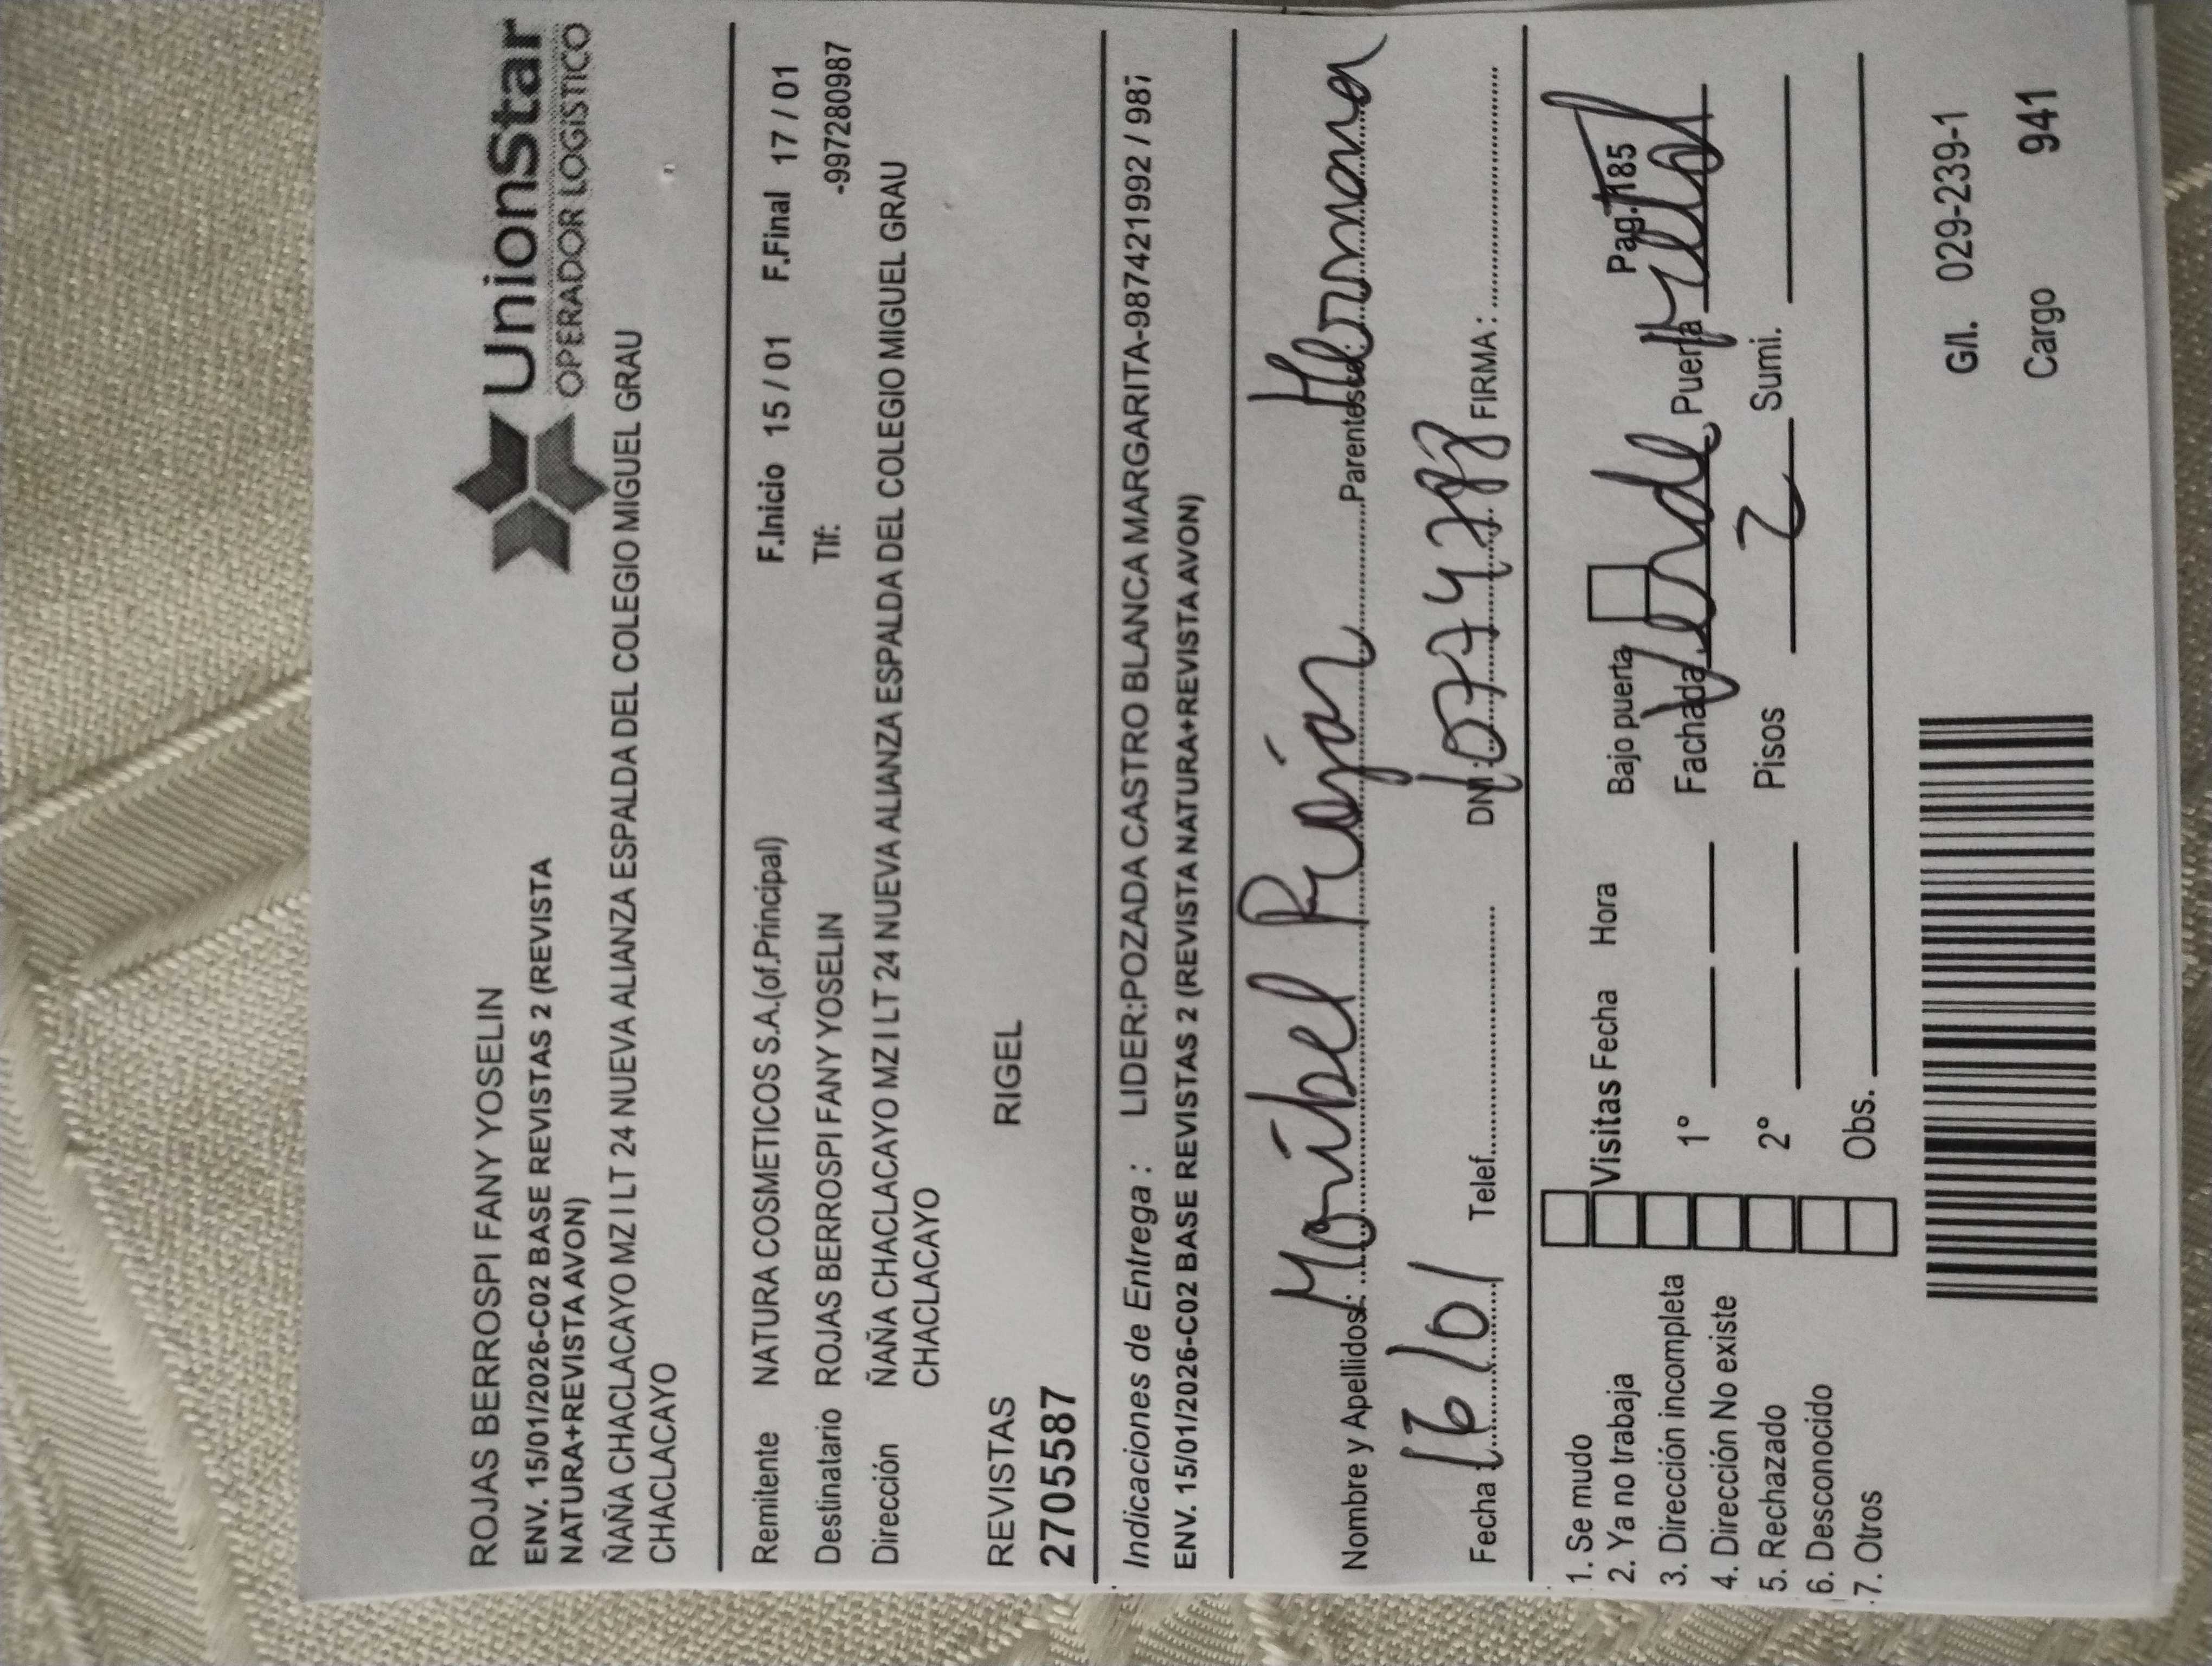 UnionStar
OPERADOR LOGÍSTICO
ROJAS BERROSPI FANY YOSELIN
ENV. 15/01/2026-C02 BASE REVISTAS 2 (REVISTA
NATURA+REVISTA AVON)
ÑAÑA CHACLACAYO MZ I LT 24 NUEVA ALIANZA ESPALDA DEL COLEGIO MIGUEL GRAU
CHACLACAYO
Remitente NATURA COSMETICOS S.A.(of.Principal) F.Inicio 15 / 01 F.Final 17 / 01
Destinatario ROJAS BERROSPI FANY YOSELIN Tlf: -997280987
Dirección ÑAÑA CHACLACAYO MZ I LT 24 NUEVA ALIANZA ESPALDA DEL COLEGIO MIGUEL GRAU
CHACLACAYO
REVISTAS RIGEL
2705587
Indicaciones de Entrega : LIDER:POZADA CASTRO BLANCA MARGARITA-987421992 / 987
ENV. 15/01/2026-C02 BASE REVISTAS 2 (REVISTA NATURA+REVISTA AVON)
Nombre y Apellidos: Maribel Parentesco: Hermana
Fecha : 16/01 Telef. DNI: FIRMA :
1. Se mudo
2. Ya no trabaja
3. Dirección incompleta
4. Dirección No existe
5. Rechazado
6. Desconocido
7. Otros
Visitas Fecha Hora Bajo puerta Pag. 185
1° Fachada Verde Puerta
2° Pisos 2 Sumi.
Obs.
G/I. 029-239-1
Cargo 941